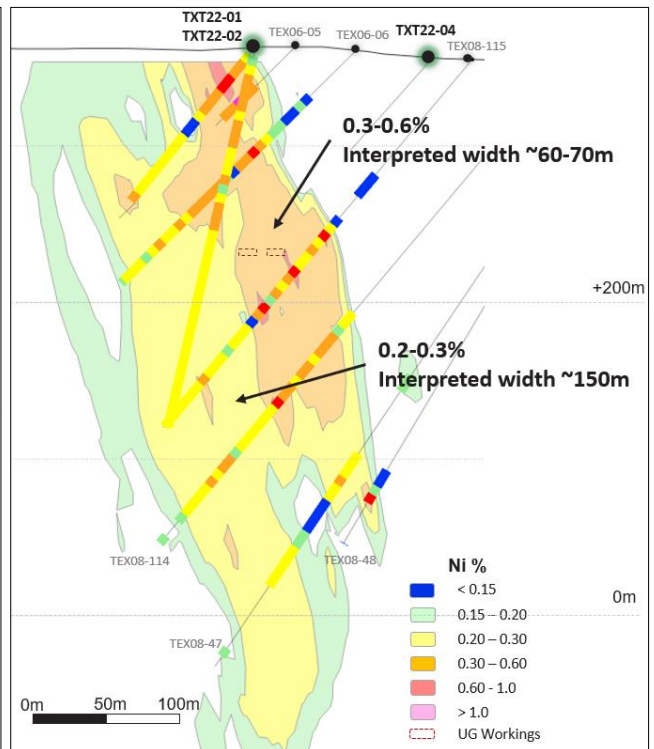 TXT22-01
TXT22-02
TEX06-05
TEX06-06
TXT22-04
TEX08-115
0.3-0.6%
Interpreted width ~60-70m
+200m
0.2-0.3%
Interpreted width ~150m
TEX08-114
TEX08-48
Ni %
< 0.15
0m
0.15 – 0.20
0.20 – 0.30
TEX08-47
0.30 – 0.60
0.60 - 1.0
0m 50m 100m
> 1.0
UG Workings